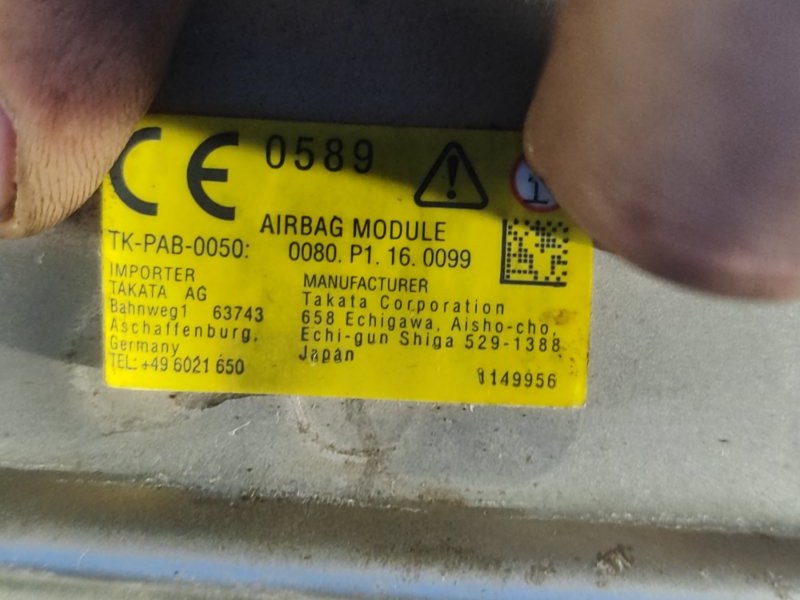 CE 0589
AIRBAG MODULE
TK-PAB-0050: 0080. P1. 16. 0099
IMPORTER
TAKATA AG
Bahnweg1 63743
Aschaffenburg,
Germany
TEL: +49 6021 650
MANUFACTURER
Takata Corporation
658 Echigawa, Aisho-cho,
Echi-gun Shiga 529-1388
Japan
1149956